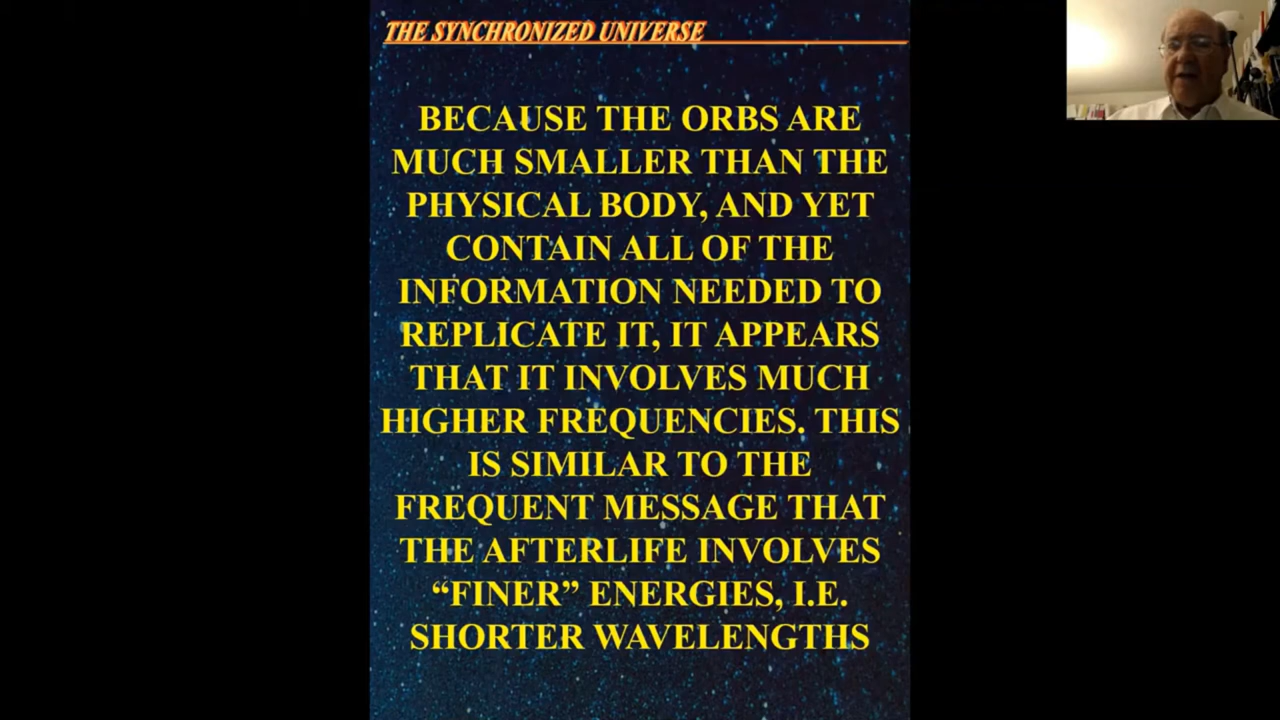 THE SYNCHRONIZED UNIVERSE
BECAUSE THE ORBS ARE
MUCH SMALLER THAN THE
PHYSICAL BODY, AND YET
CONTAIN ALL OF THE
INFORMATION NEEDED TO
REPLICATE IT, IT APPEARS
THAT IT INVOLVES MUCH
HIGHER FREQUENCIES. THIS
IS SIMILAR TO THE
FREQUENT MESSAGE THAT
THE AFTERLIFE INVOLVES
“FINER” ENERGIES, I.E.
SHORTER WAVELENGTHS